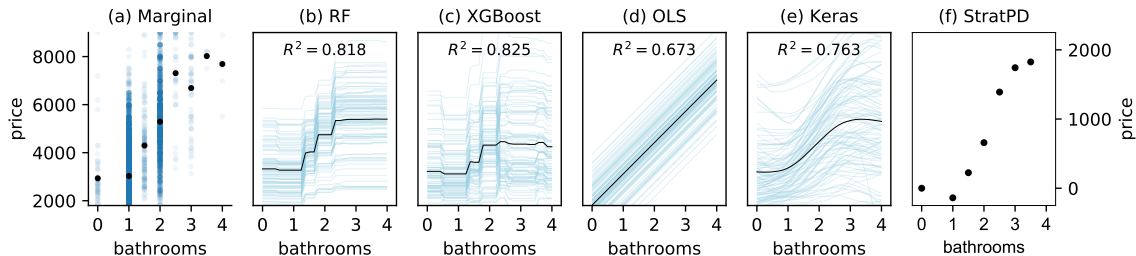 (a) Marginal
(b) RF
(c) XGBoost
(d) OLS
(e) Keras
(f) StratPD
R² = 0.818
R² = 0.825
R² = 0.673
R² = 0.763
price
8000
6000
4000
2000
2000
1000
0
price
0 1 2 3 4
0 1 2 3 4
0 1 2 3 4
0 1 2 3 4
0 1 2 3 4
0 1 2 3 4
bathrooms
bathrooms
bathrooms
bathrooms
bathrooms
bathrooms